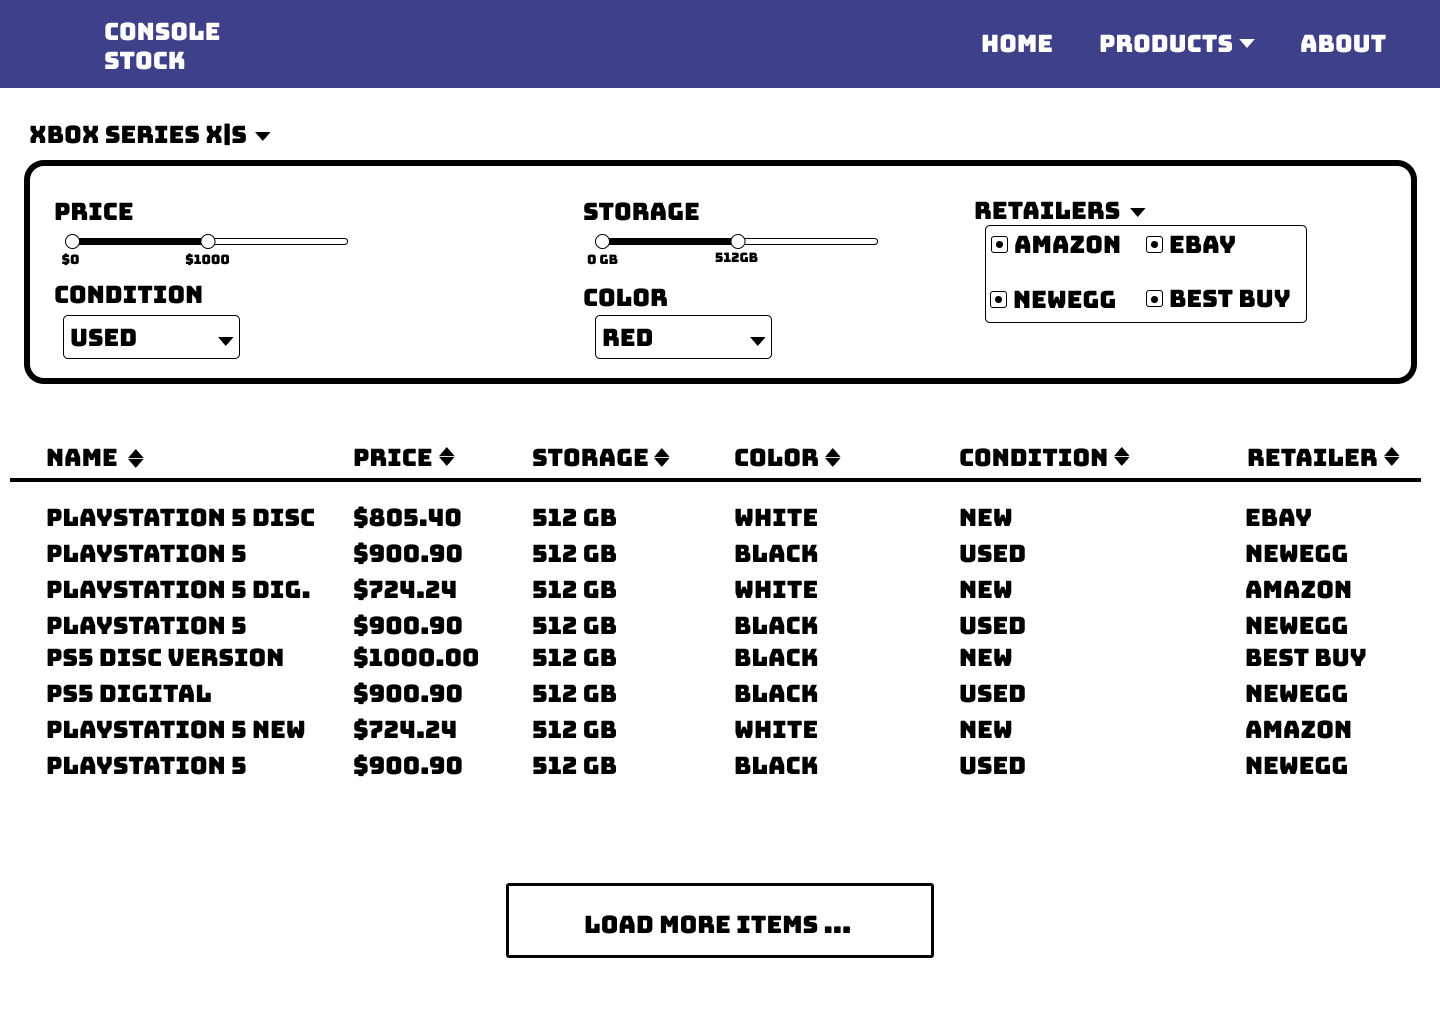 CONSOLE
STOCK
HOME PRODUCTS ABOUT
XBOX SERIES X|S
PRICE STORAGE RETAILERS
$0 $1000 0 GB 512GB AMAZON EBAY
CONDITION COLOR NEWEGG BEST BUY
USED RED
NAME PRICE STORAGE COLOR CONDITION RETAILER
PLAYSTATION 5 DISC $805.40 512 GB WHITE NEW EBAY
PLAYSTATION 5 $900.90 512 GB BLACK USED NEWEGG
PLAYSTATION 5 DIG. $724.24 512 GB WHITE NEW AMAZON
PLAYSTATION 5 $900.90 512 GB BLACK USED NEWEGG
PS5 DISC VERSION $1000.00 512 GB BLACK NEW BEST BUY
PS5 DIGITAL $900.90 512 GB BLACK USED NEWEGG
PLAYSTATION 5 NEW $724.24 512 GB WHITE NEW AMAZON
PLAYSTATION 5 $900.90 512 GB BLACK USED NEWEGG
LOAD MORE ITEMS ...